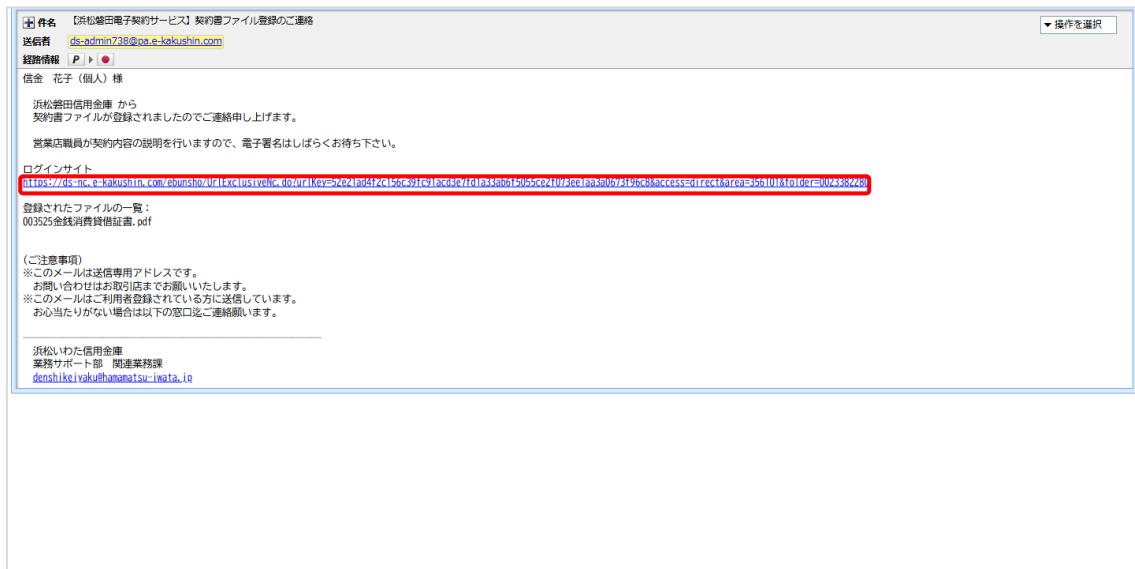 件名 【浜松磐田電子契約サービス】契約書ファイル登録のご連絡
▼操作を選択
送信者 ds-admin738@pa.e-kakushin.com
経路情報 P
信金 花子（個人）様
浜松磐田信用金庫 から
契約書ファイルが登録されましたのでご連絡申し上げます。
営業店職員が契約内容の説明を行いますので、電子署名はしばらくお待ち下さい。
ログインサイト
https://ds-nc.e-kakushin.com/ebunsho/UrlExclusiveNc.do?urlKey=52e21ad4f2c156c39fc91acd3e7fd1a33ab6f5055ce2f073ee1aa3a0673f96c8&access=direct&area=356101&folder=002338228
登録されたファイルの一覧：
003525金銭消費貸借証書.pdf
(ご注意事項)
※このメールは送信専用アドレスです。
お問い合わせはお取引店までお願いいたします。
※このメールはご利用者登録されている方に送信しています。
お心当たりがない場合は以下の窓口迄ご連絡願います。
浜松いわた信用金庫
業務サポート部 関連業務課
denshikeiyaku@hamamatsu-iwata.jp